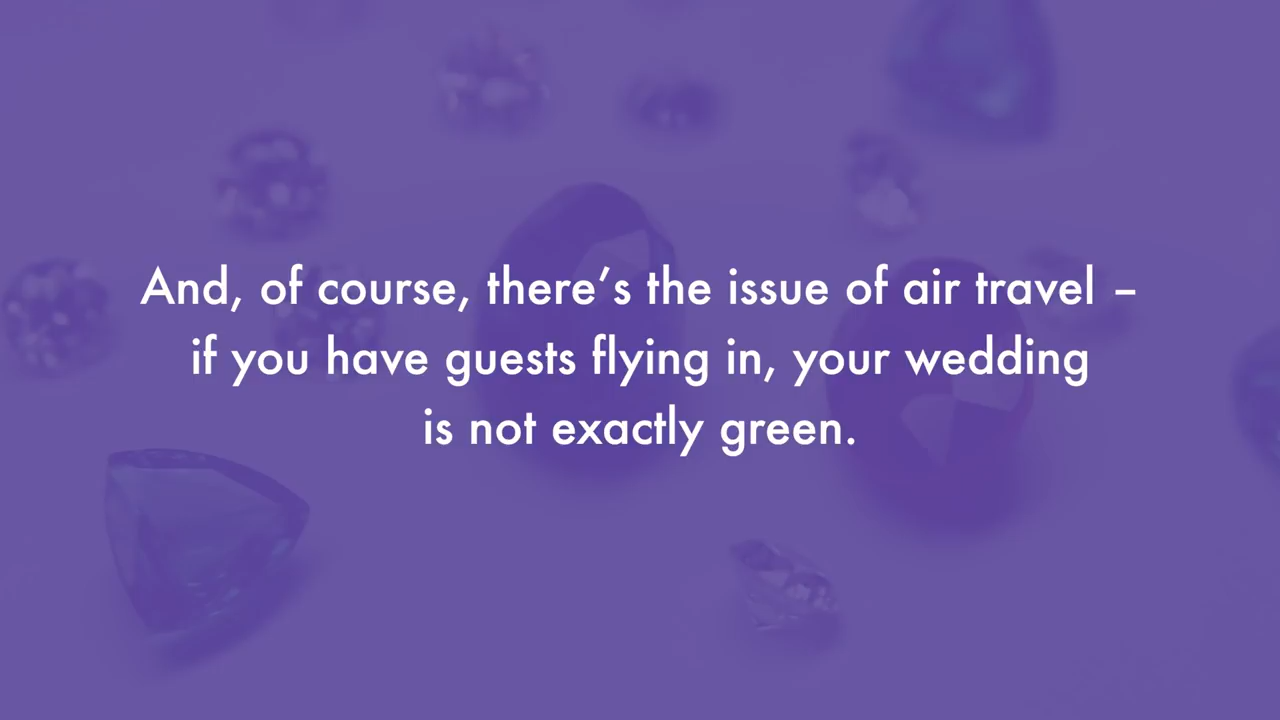 And, of course, there’s the issue of air travel –
if you have guests flying in, your wedding
is not exactly green.